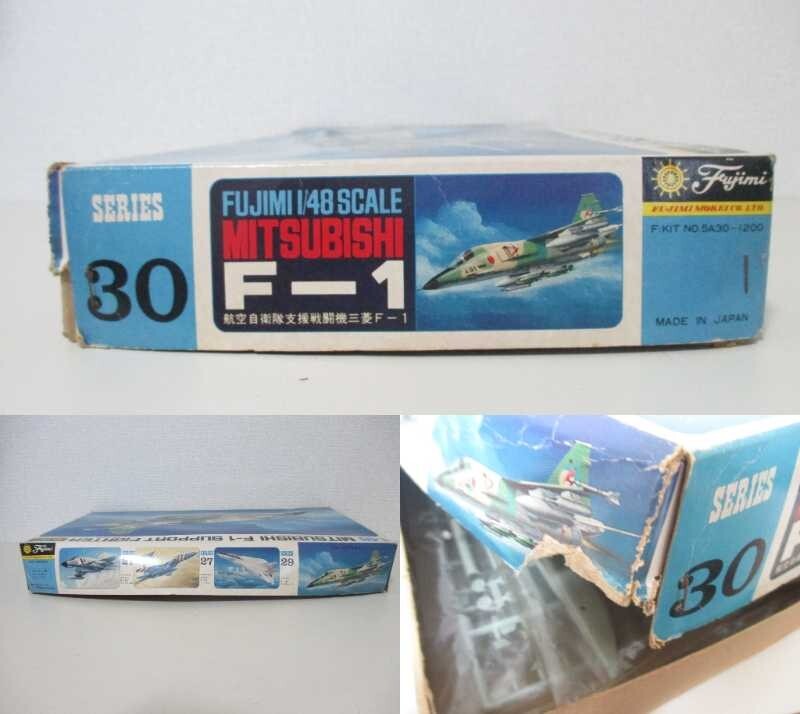 SERIES
30
FUJIMI 1/48 SCALE
MITSUBISHI
F-1
航空自衛隊支援戦闘機三菱F-1
Fujimi
FUJIMI MOKEI CO. LTD.
F:KIT NO.5A30-1200
MADE IN JAPAN
MITSUBISHI F-1 SUPPORT FIGHTER
Fujimi
27
29
SERIES
30